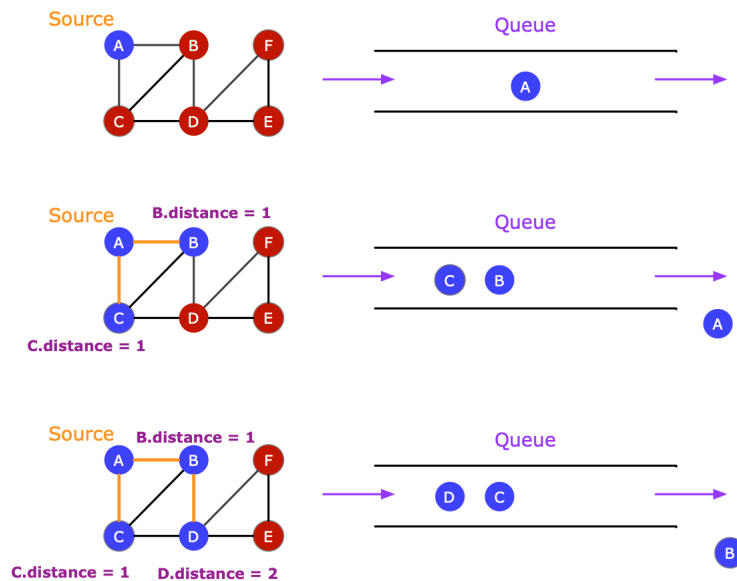 Source
Queue
A
B
F
A
C
D
E
Source
B.distance = 1
Queue
A
B
F
C
B
C
D
E
A
C.distance = 1
Source
B.distance = 1
Queue
A
B
F
D
C
C
D
E
B
C.distance = 1
D.distance = 2